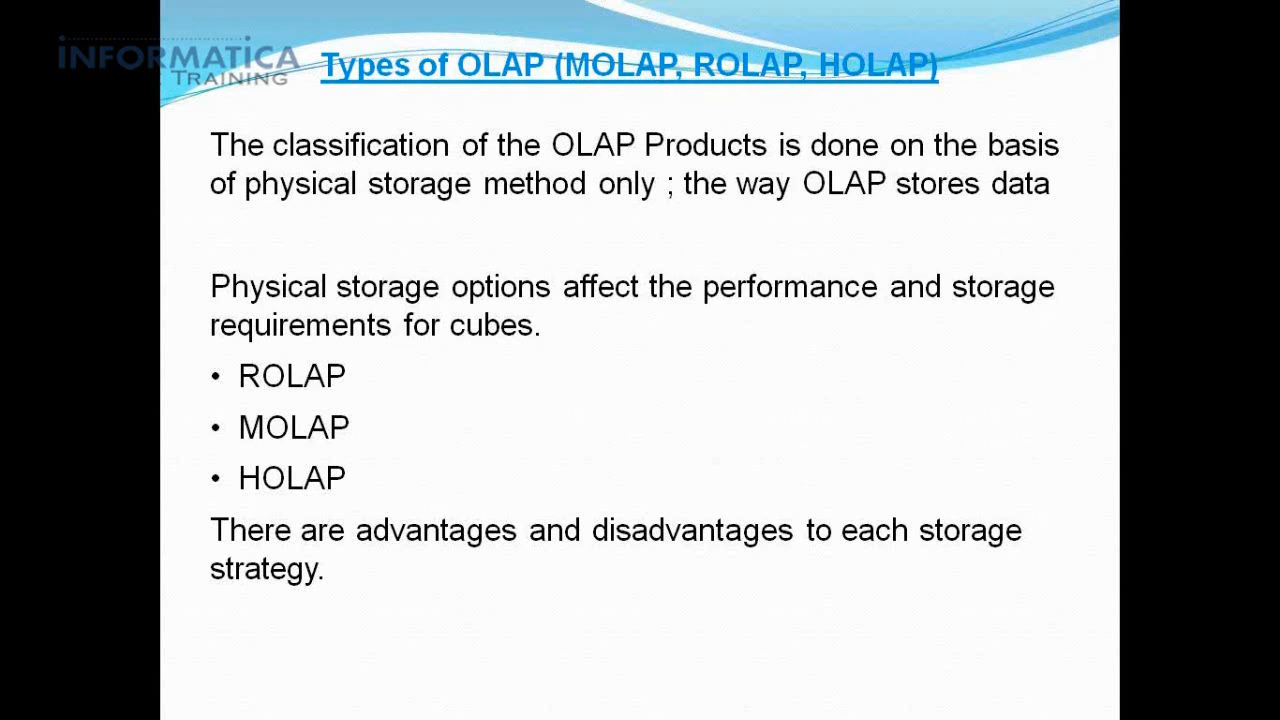 INFORMATICA
TRAINING
Types of OLAP (MOLAP, ROLAP, HOLAP)
The classification of the OLAP Products is done on the basis
of physical storage method only ; the way OLAP stores data
Physical storage options affect the performance and storage
requirements for cubes.
• ROLAP
• MOLAP
• HOLAP
There are advantages and disadvantages to each storage
strategy.